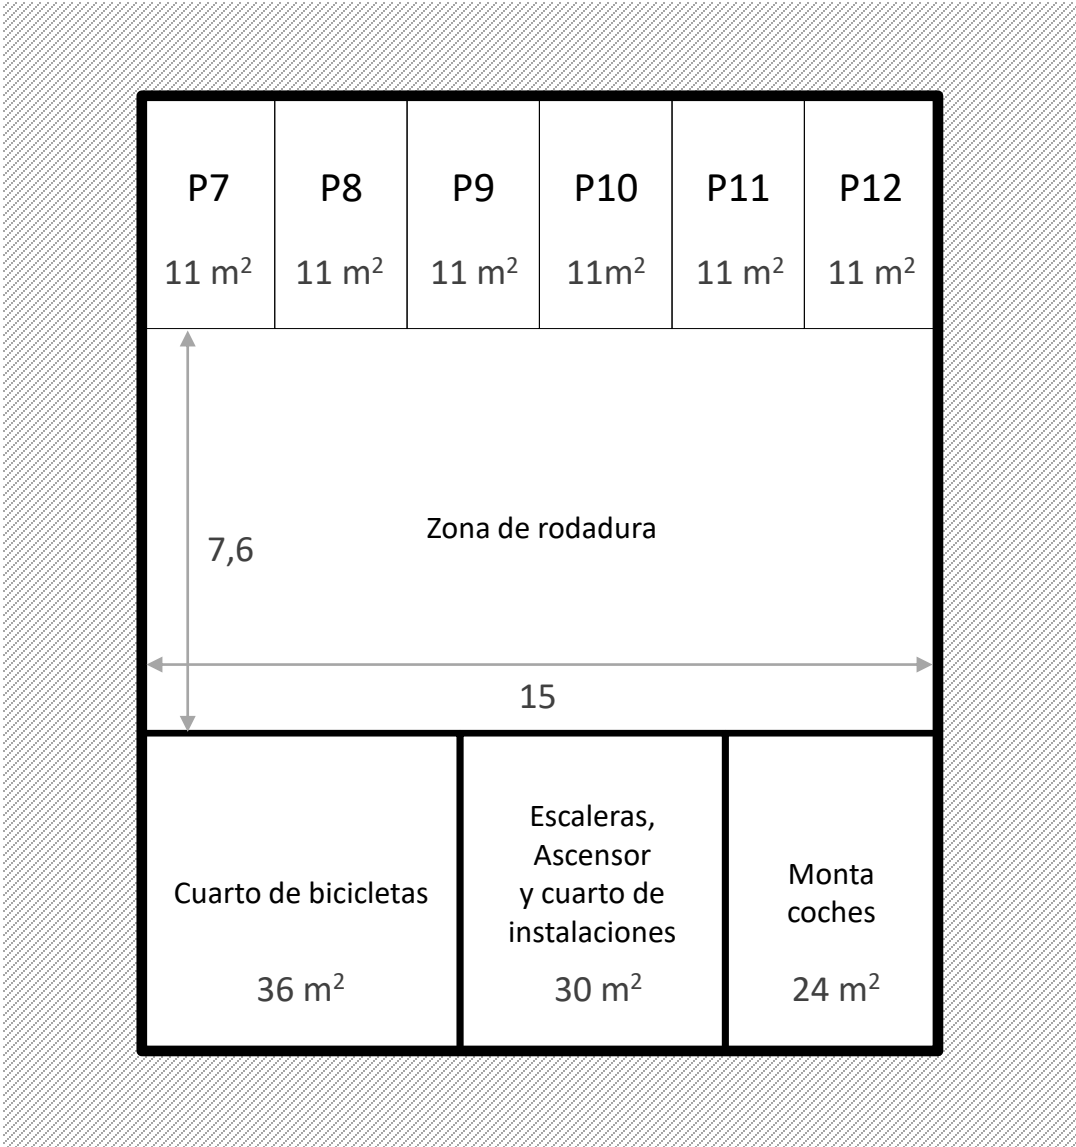 P7 P8 P9 P10 P11 P12
11 m² 11 m² 11 m² 11m² 11 m² 11 m²
Zona de rodadura
7,6
15
Cuarto de bicicletas
36 m²
Escaleras,
Ascensor
y cuarto de
instalaciones
30 m²
Monta
coches
24 m²